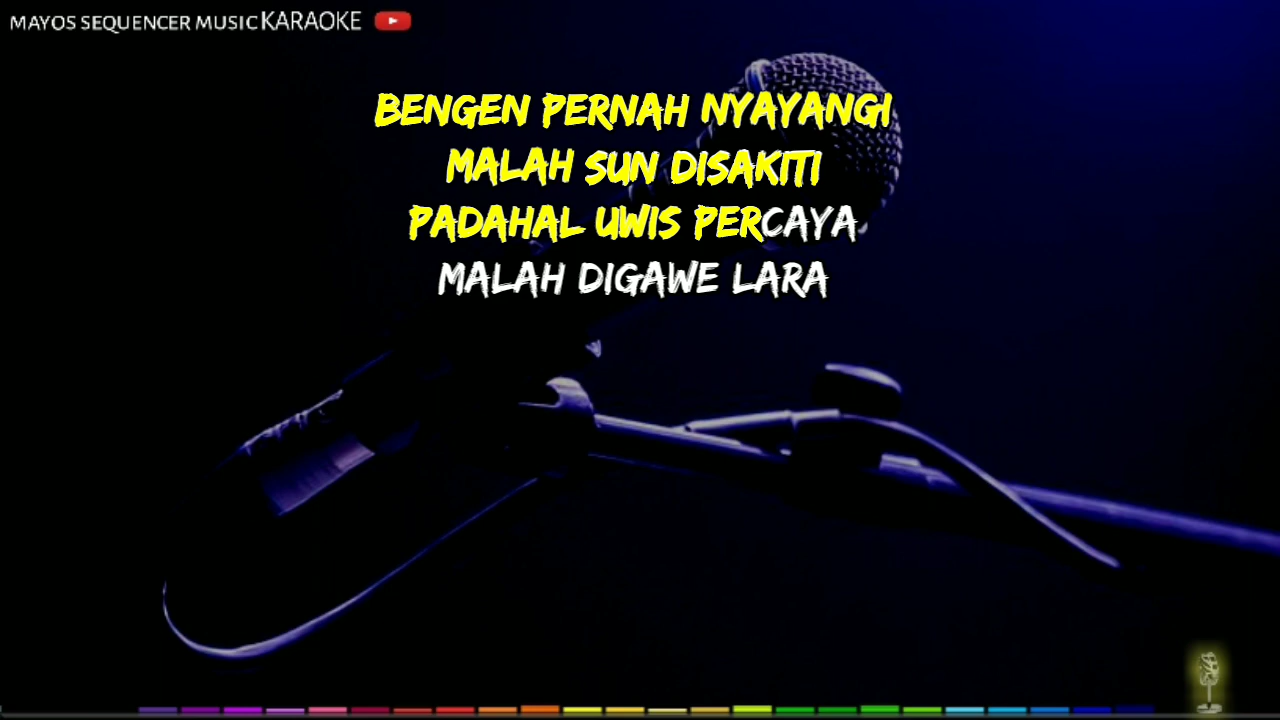 MAYOS SEQUENCER MUSIC KARAOKE
BENGEN PERNAH NYAYANGI
MALAH SUN DISAKITI
PADAHAL UWIS PERCAYA
MALAH DIGAWE LARA